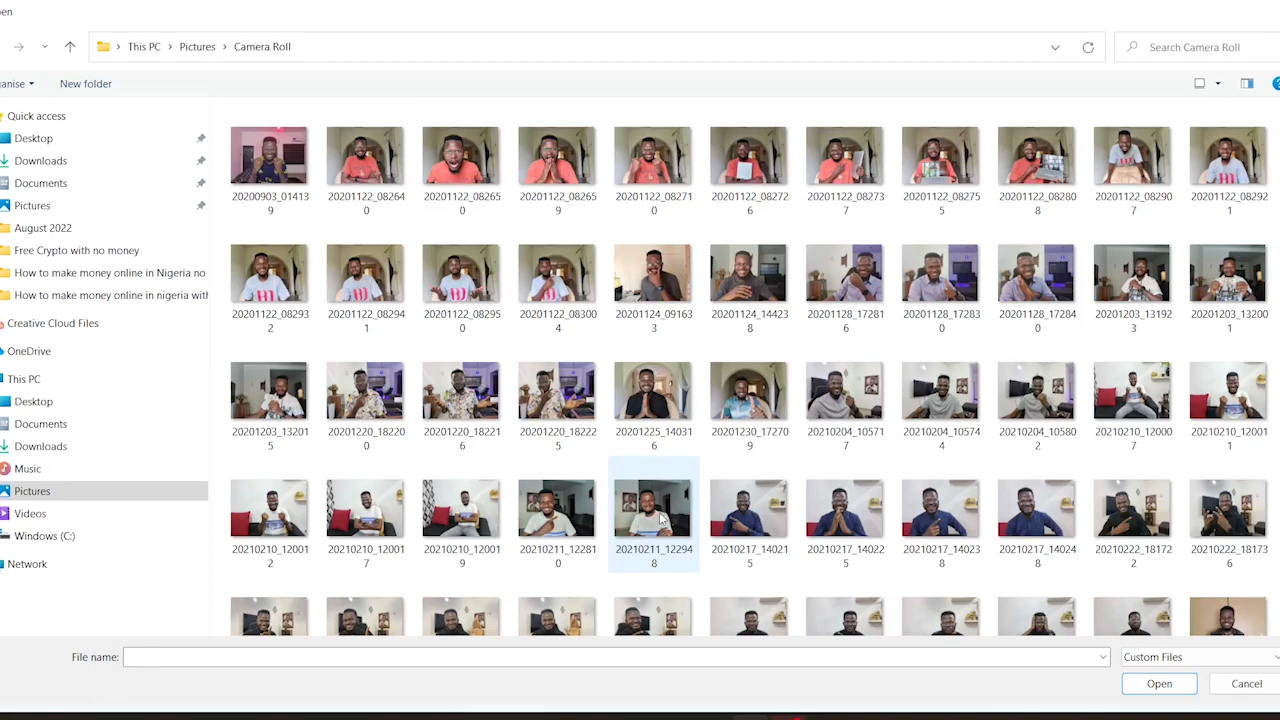 en
This PC
Pictures
Camera Roll
Search Camera Roll
anise
New folder
Quick access
Desktop
Downloads
Documents
Pictures
August 2022
Free Crypto with no money
How to make money online in Nigeria no
How to make money online in nigeria with
Creative Cloud Files
OneDrive
This PC
Desktop
Documents
Downloads
Music
Pictures
Videos
Windows (C:)
Network
20200903_01413
9
20201122_08264
0
20201122_08265
0
20201122_08265
9
20201122_08271
0
20201122_08272
6
20201122_08273
7
20201122_08275
5
20201122_08280
8
20201122_08290
7
20201122_08292
1
20201122_08293
2
20201122_08294
1
20201122_08295
0
20201122_08300
4
20201124_09163
3
20201124_14423
8
20201128_17281
6
20201128_17283
0
20201128_17284
0
20201203_13192
3
20201203_13200
1
20201203_13201
5
20201220_18220
0
20201220_18221
6
20201220_18222
5
20201225_14031
6
20201230_17270
9
20210204_10571
7
20210204_10574
4
20210204_10580
2
20210210_12000
7
20210210_12001
1
20210210_12001
2
20210210_12001
7
20210210_12001
9
20210211_12281
0
20210211_12294
8
20210217_14021
5
20210217_14022
5
20210217_14023
8
20210217_14024
8
20210222_18172
2
20210222_18173
6
File name:
Custom Files
Open
Cancel